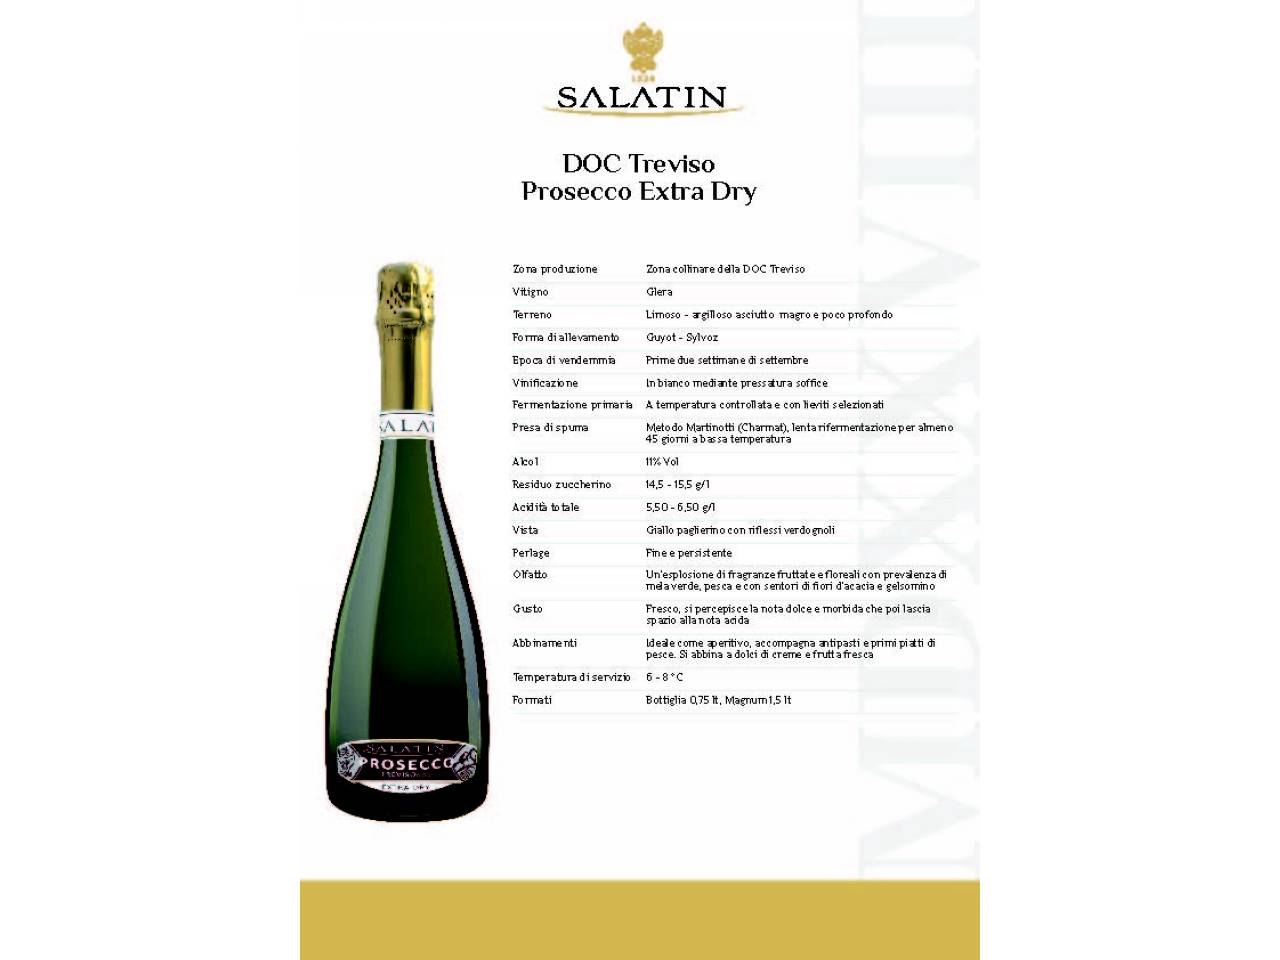 1528
SALATIN
DOC Treviso
Prosecco Extra Dry
Zona produzione Zona collinare della DOC Treviso
Vitigno Glera
Terreno Limoso - argilloso asciutto magro e poco profondo
Forma di allevamento Guyot - Sylvoz
Epoca di vendemmia Prime due settimane di settembre
Vinificazione In bianco mediante pressatura soffice
Fermentazione primaria A temperatura controllata e con lieviti selezionati
Presa di spuma Metodo Martinotti (Charmat), lenta rifermentazione per almeno
45 giorni a bassa temperatura
Alcol 11% Vol
Residuo zuccherino 14,5 - 15,5 g/l
Acidità totale 5,50 - 6,50 g/l
Vista Giallo paglierino con riflessi verdognoli
Perlage Fine e persistente
Olfatto Un'esplosione di fragranze fruttate e floreali con prevalenza di
mela verde, pesca e con sentori di fiori d'acacia e gelsomino
Gusto Fresco, si percepisce la nota dolce e morbida che poi lascia
spazio alla nota acida
Abbinamenti Ideale come aperitivo, accompagna antipasti e primi piatti di
pesce. Si abbina a dolci di creme e frutta fresca
Temperatura di servizio 6 - 8 °C
Formati Bottiglia 0,75 lt, Magnum 1,5 lt
SALATIN
PROSECCO
TREVISO
EXTRA DRY
MDXXVIII